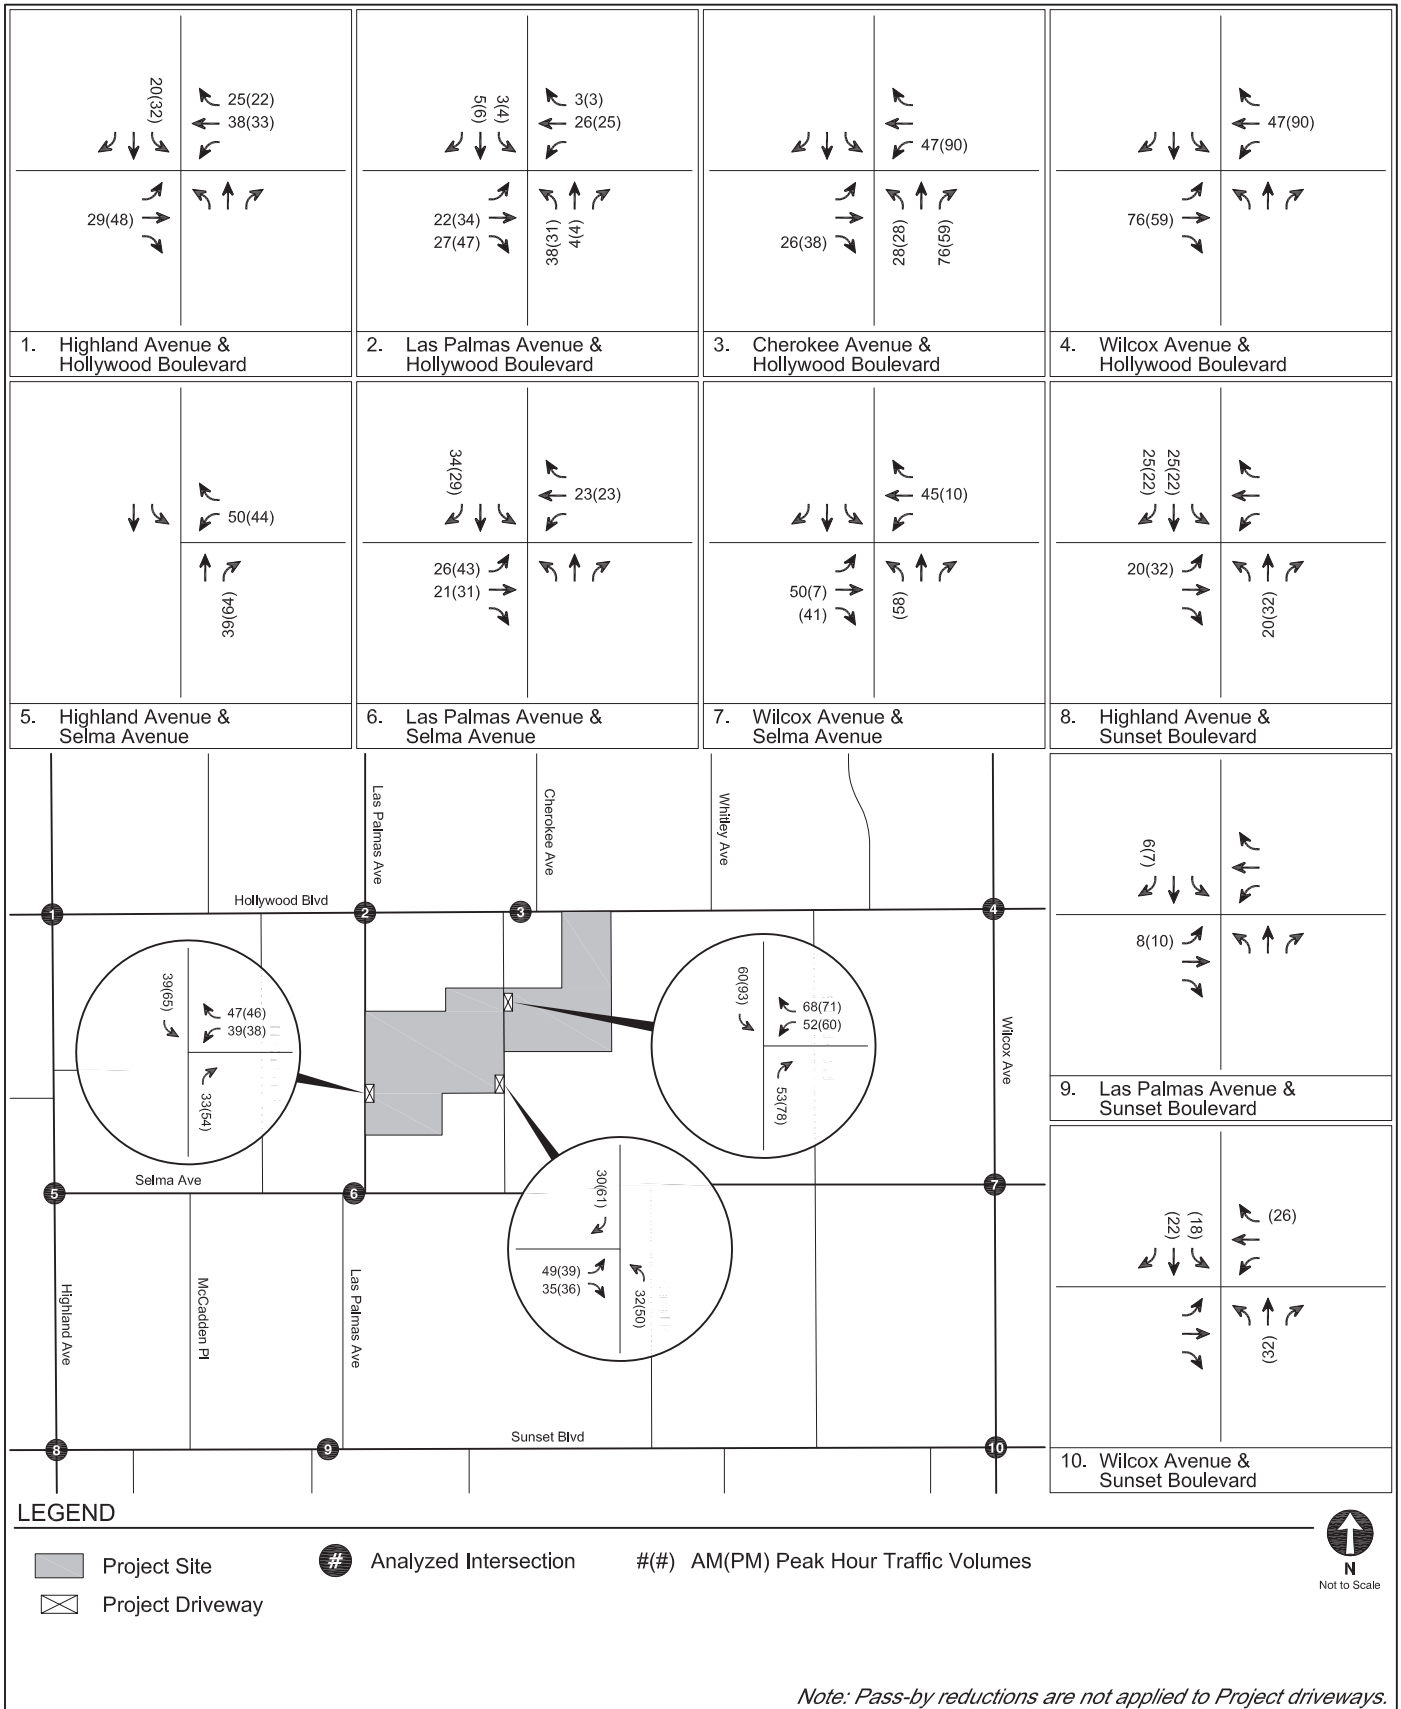 20(32)
25(22)
38(33)
29(48)
1. Highland Avenue &
Hollywood Boulevard
5(6)
3(4)
3(3)
26(25)
22(34)
27(47)
38(31)
4(4)
2. Las Palmas Avenue &
Hollywood Boulevard
47(90)
26(38)
28(28)
76(59)
3. Cherokee Avenue &
Hollywood Boulevard
47(90)
76(59)
4. Wilcox Avenue &
Hollywood Boulevard
50(44)
39(64)
5. Highland Avenue &
Selma Avenue
34(29)
23(23)
26(43)
21(31)
6. Las Palmas Avenue &
Selma Avenue
45(10)
50(7)
(41)
(58)
7. Wilcox Avenue &
Selma Avenue
25(22)
25(22)
20(32)
20(32)
8. Highland Avenue &
Sunset Boulevard
6(7)
8(10)
9. Las Palmas Avenue &
Sunset Boulevard
(22)
(18)
(26)
(32)
10. Wilcox Avenue &
Sunset Boulevard
Las Palmas Ave
Cherokee Ave
Whitley Ave
Hollywood Blvd
1
2
3
4
39(65)
47(46)
39(38)
33(54)
60(93)
68(71)
52(60)
53(78)
Wilcox Ave
30(61)
49(39)
35(36)
32(50)
Selma Ave
5
6
7
Highland Ave
McCadden Pl
Las Palmas Ave
Sunset Blvd
8
9
10
LEGEND
Project Site
# Analyzed Intersection
#(#) AM(PM) Peak Hour Traffic Volumes
Project Driveway
N
Not to Scale
Note: Pass-by reductions are not applied to Project driveways.